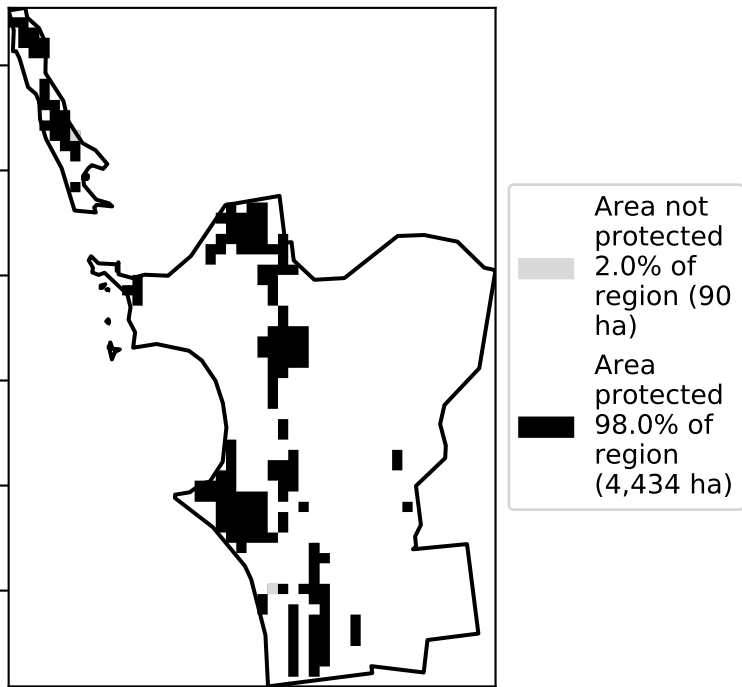 Area not
protected
2.0% of
region (90
ha)
Area
protected
98.0% of
region
(4,434 ha)